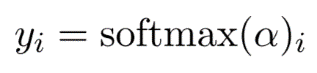 y_i = softmax(α)_i